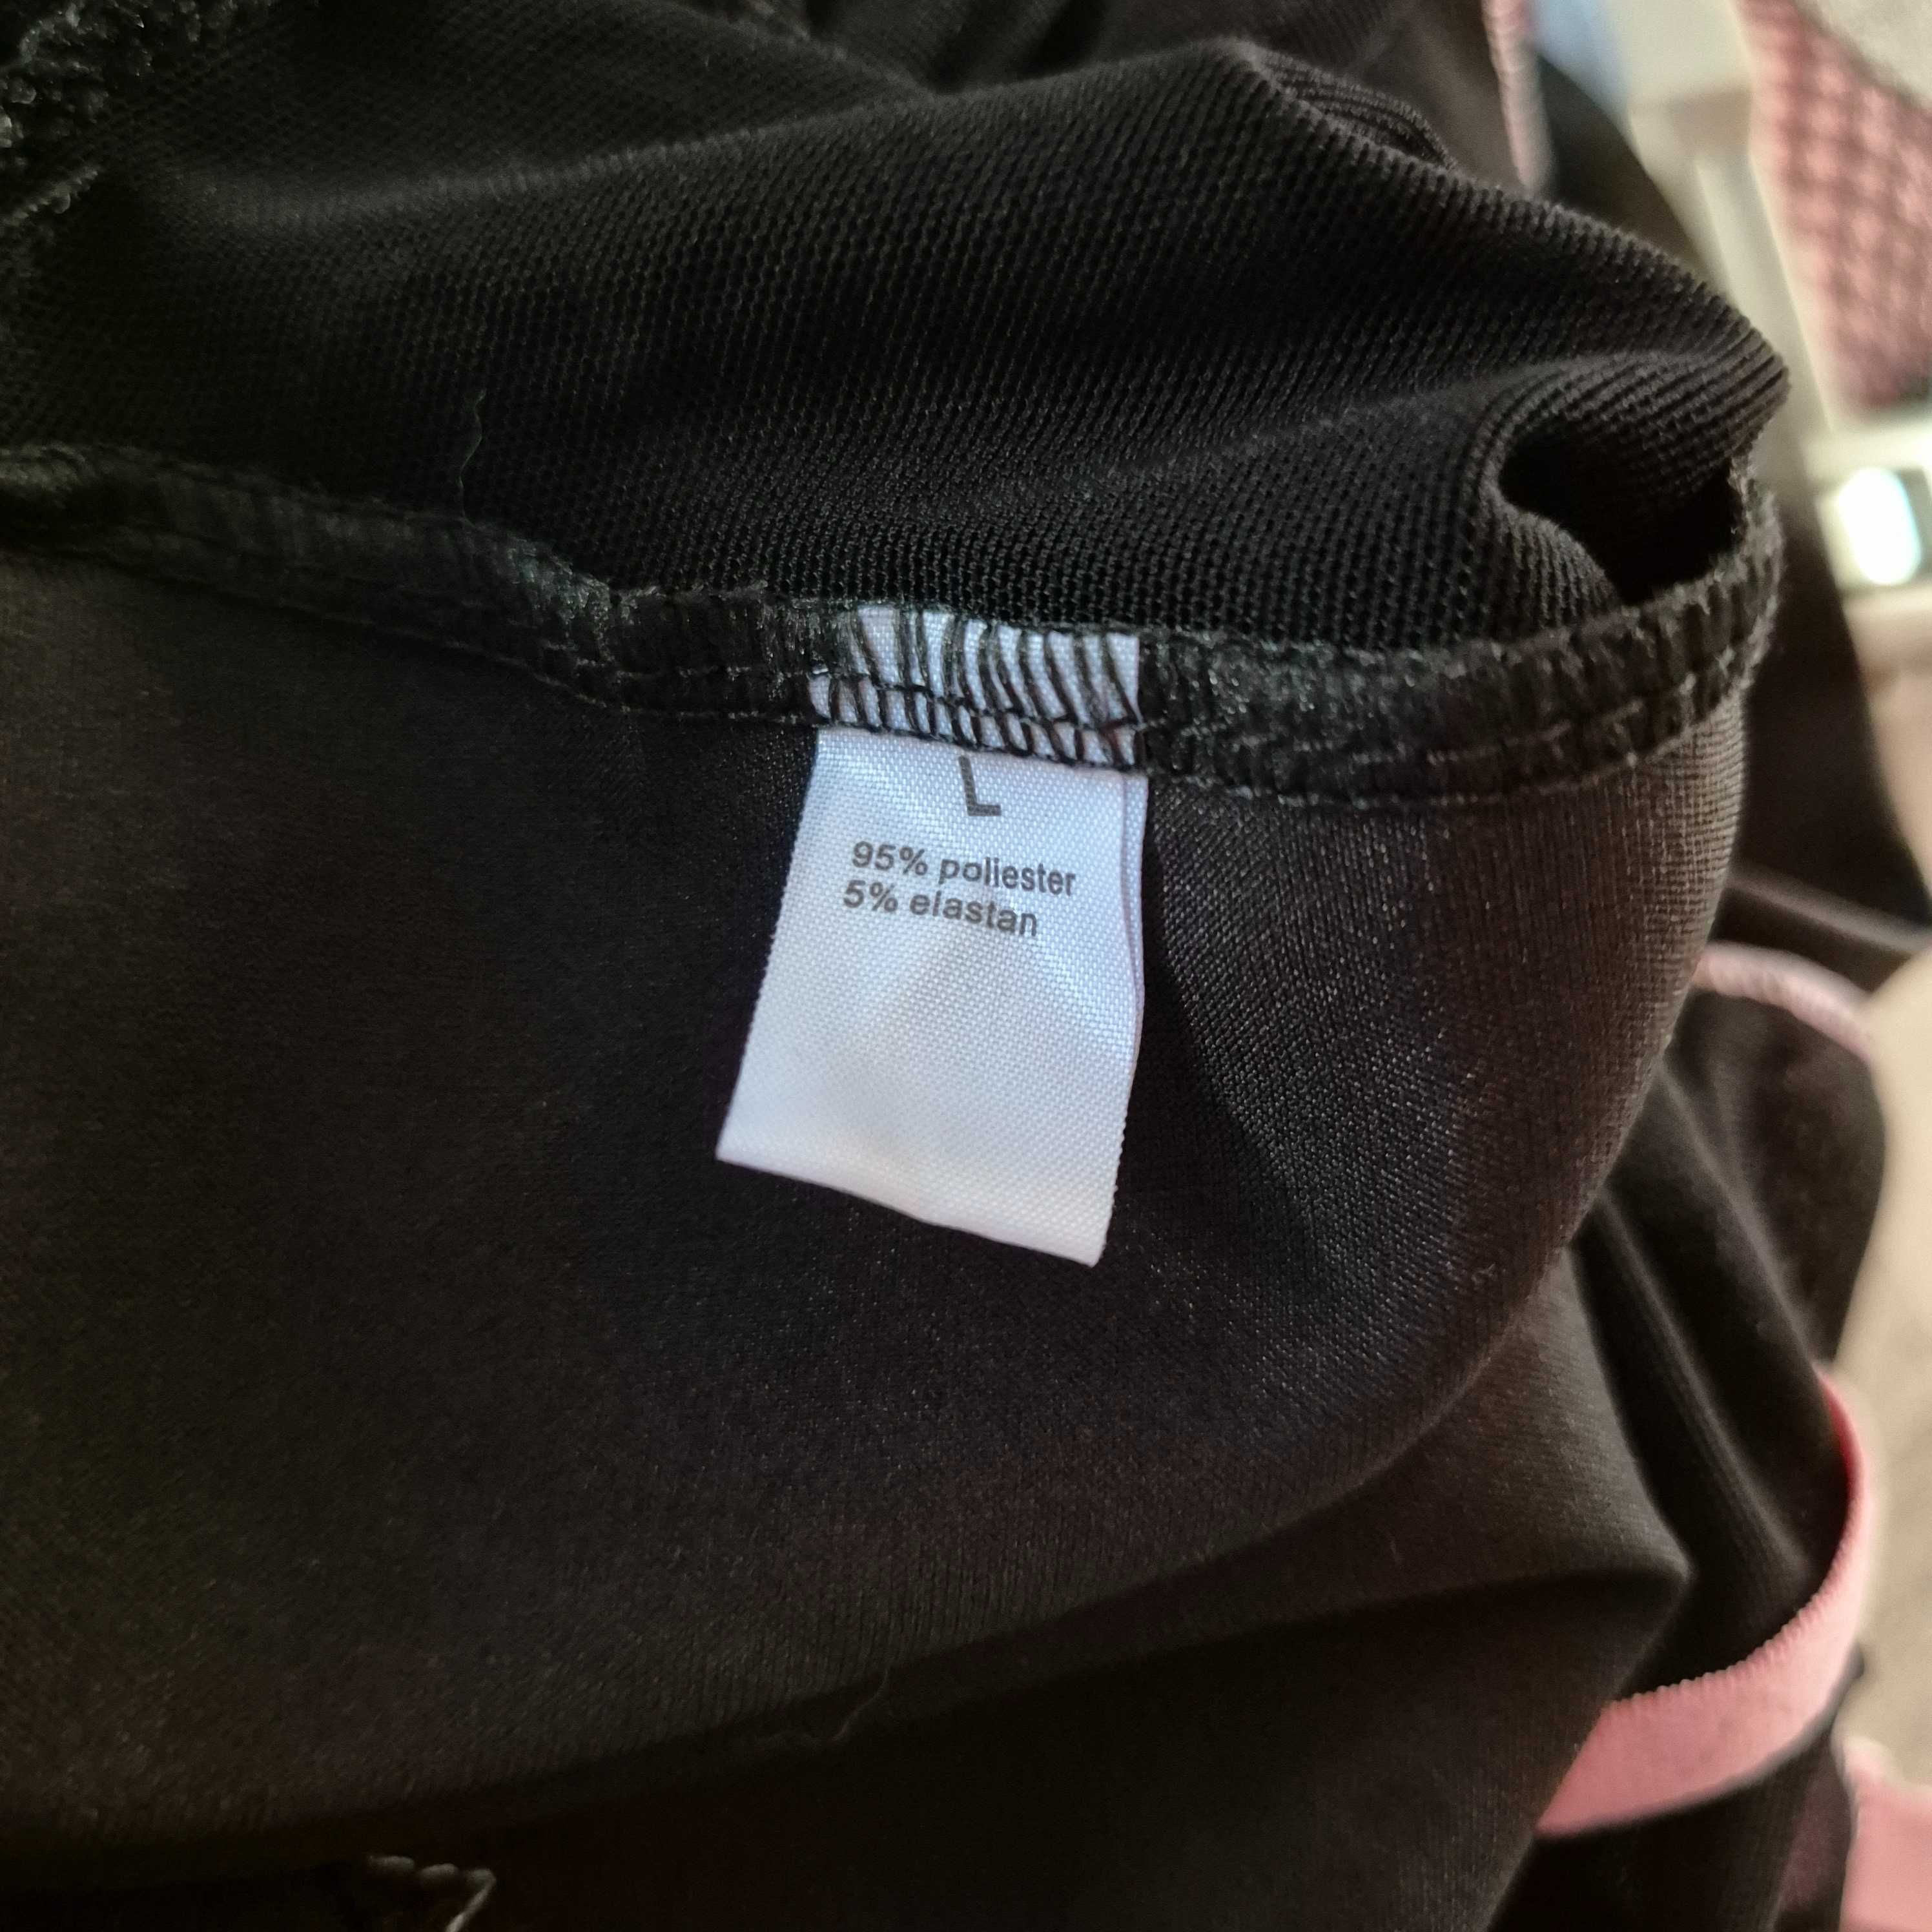 L
95% poliester
5% elastan